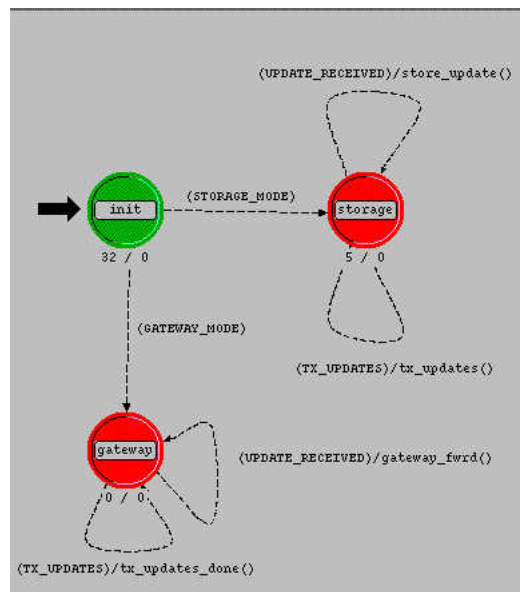 (UPDATE_RECEIVED)/store_update()
(STORAGE_MODE)
init
storage
32 / 0
5 / 0
(GATEWAY_MODE)
(TX_UPDATES)/tx_updates()
gateway
(UPDATE_RECEIVED)/gateway_fwrd()
0 / 0
(TX_UPDATES)/tx_updates_done()